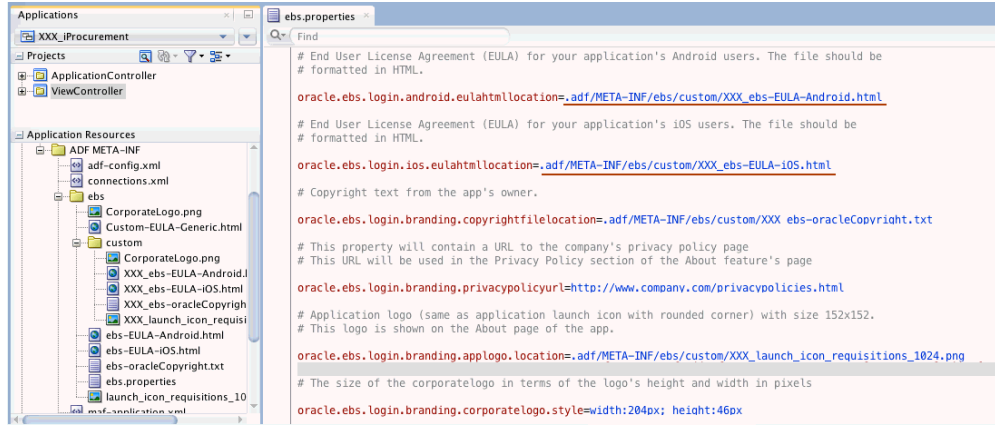 Applications
XXX_iProcurement
Projects
ApplicationController
ViewController
Application Resources
ADF META-INF
adf-config.xml
connections.xml
ebs
CorporateLogo.png
Custom-EULA-Generic.html
custom
CorporateLogo.png
XXX_ebs-EULA-Android.
XXX_ebs-EULA-iOS.html
XXX_ebs-oracleCopyrigh
XXX_launch_icon_requisi
ebs-EULA-Android.html
ebs-EULA-iOS.html
ebs-oracleCopyright.txt
ebs.properties
launch_icon_requisitions_10
maf-application.xml
ebs.properties
Find
# End User License Agreement (EULA) for your application's Android users. The file should be
# formatted in HTML.
oracle.ebs.login.android.eulahtmllocation=.adf/META-INF/ebs/custom/XXX_ebs-EULA-Android.html
# End User License Agreement (EULA) for your application's iOS users. The file should be
# formatted in HTML.
oracle.ebs.login.ios.eulahtmllocation=.adf/META-INF/ebs/custom/XXX_ebs-EULA-iOS.html
# Copyright text from the app's owner.
oracle.ebs.login.branding.copyrightfilelocation=.adf/META-INF/ebs/custom/XXX ebs-oracleCopyright.txt
# This property will contain a URL to the company's privacy policy page
# This URL will be used in the Privacy Policy section of the About feature's page
oracle.ebs.login.branding.privacypolicyurl=http://www.company.com/privacypolicies.html
# Application logo (same as application launch icon with rounded corner) with size 152x152.
# This logo is shown on the About page of the app.
oracle.ebs.login.branding.applogo.location=.adf/META-INF/ebs/custom/XXX_launch_icon_requisitions_1024.png
# The size of the corporatelogo in terms of the logo's height and width in pixels
oracle.ebs.login.branding.corporatelogo.style=width:204px; height:46px